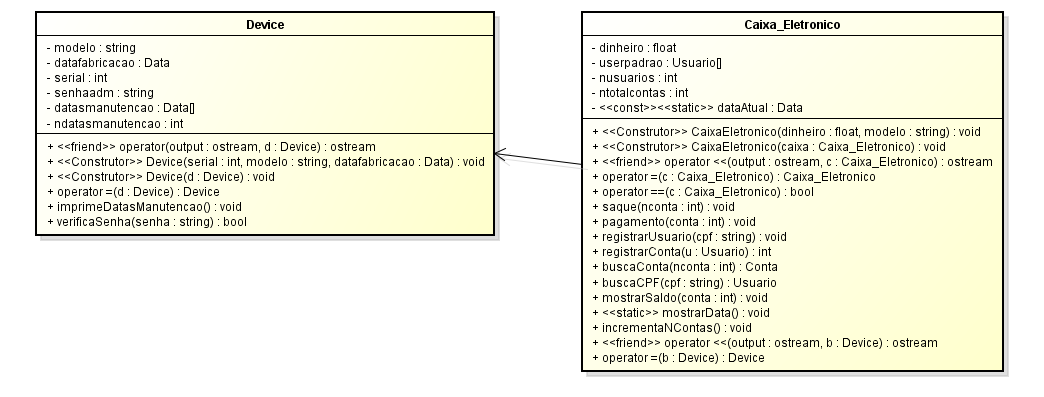 Device
- modelo : string
- datafabricacao : Data
- serial : int
- senhaadm : string
- datasmanutencao : Data[]
- ndatasmanutencao : int
+ <<friend>> operator(output : ostream, d : Device) : ostream
+ <<Construtor>> Device(serial : int, modelo : string, datafabricacao : Data) : void
+ <<Construtor>> Device(d : Device) : void
+ operator =(d : Device) : Device
+ imprimeDatasManutencao() : void
+ verificaSenha(senha : string) : bool
Caixa_Eletronico
- dinheiro : float
- userpadrao : Usuario[]
- nusuarios : int
- ntotalcontas : int
- <<const>><<static>> dataAtual : Data
+ <<Construtor>> CaixaEletronico(dinheiro : float, modelo : string) : void
+ <<Construtor>> CaixaEletronico(caixa : Caixa_Eletronico) : void
+ <<friend>> operator <<(output : ostream, c : Caixa_Eletronico) : ostream
+ operator =(c : Caixa_Eletronico) : Caixa_Eletronico
+ operator ==(c : Caixa_Eletronico) : bool
+ saque(nconta : int) : void
+ pagamento(conta : int) : void
+ registrarUsuario(cpf : string) : void
+ registrarConta(u : Usuario) : int
+ buscaConta(nconta : int) : Conta
+ buscaCPF(cpf : string) : Usuario
+ mostrarSaldo(conta : int) : void
+ <<static>> mostrarData() : void
+ incrementaNContas() : void
+ <<friend>> operator <<(output : ostream, b : Device) : ostream
+ operator =(b : Device) : Device